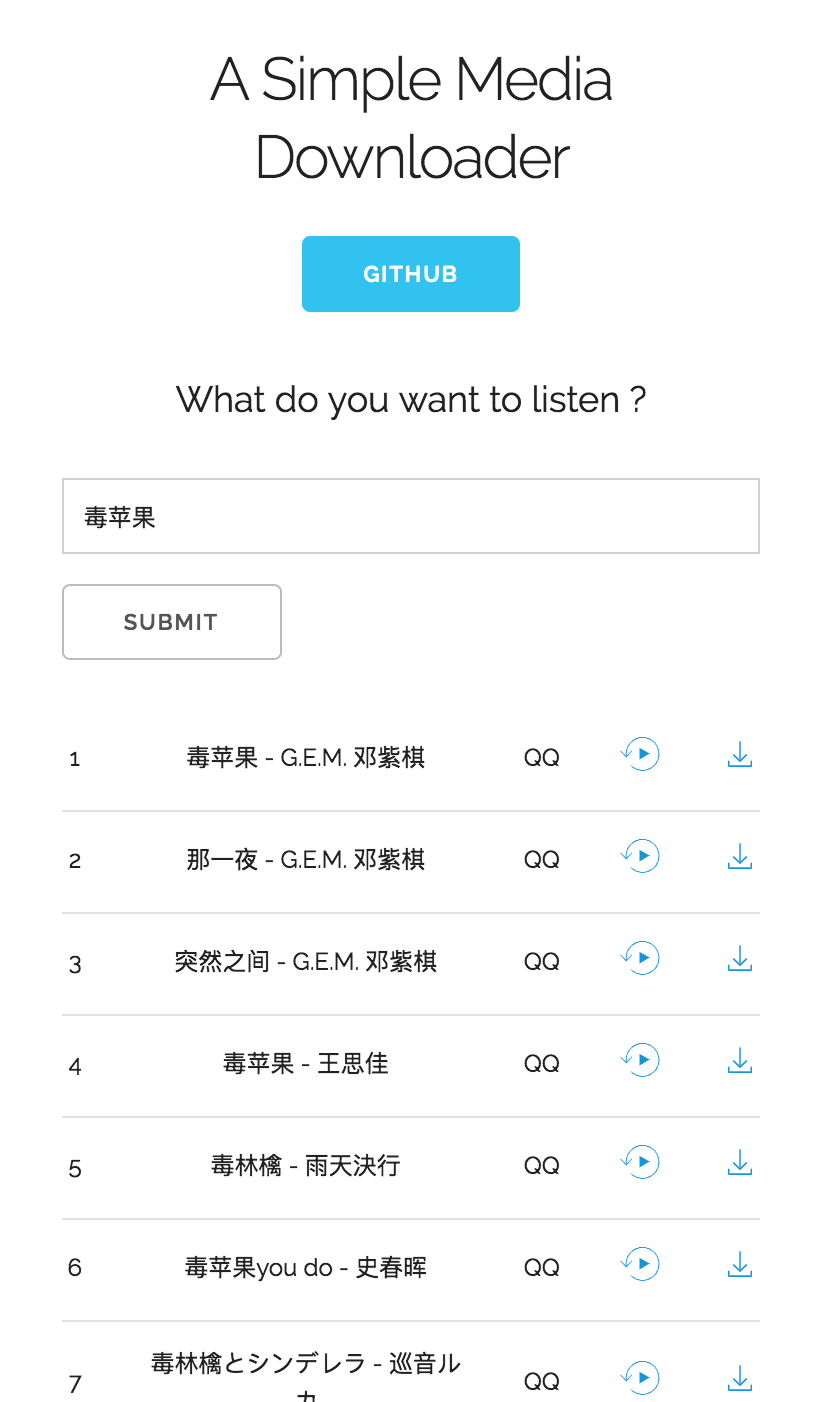 A Simple Media
Downloader
GITHUB
What do you want to listen ?
毒苹果
SUBMIT
1 毒苹果 - G.E.M. 邓紫棋 QQ
2 那一夜 - G.E.M. 邓紫棋 QQ
3 突然之间 - G.E.M. 邓紫棋 QQ
4 毒苹果 - 王思佳 QQ
5 毒林檎 - 雨天決行 QQ
6 毒苹果you do - 史春晖 QQ
7 毒林檎とシンデレラ - 巡音ル QQ
カ